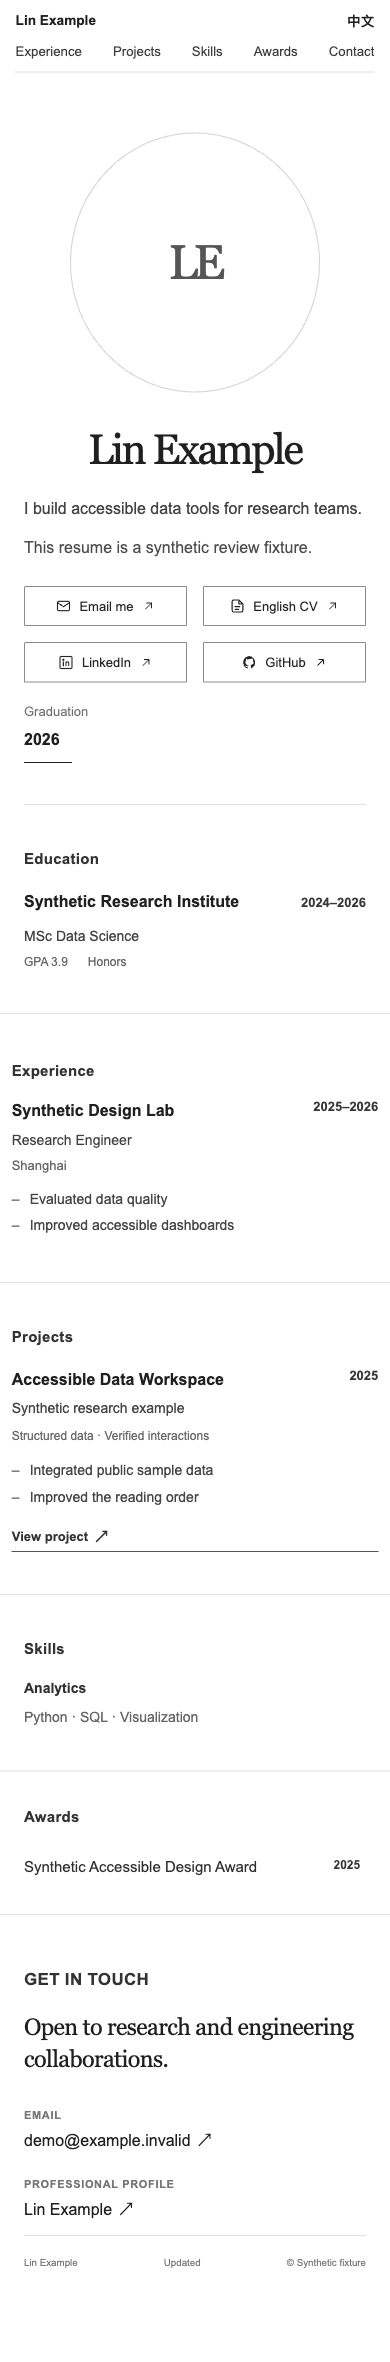 Lin Example 中文
Experience Projects Skills Awards Contact
LE
Lin Example
I build accessible data tools for research teams.
This resume is a synthetic review fixture.
Email me English CV
LinkedIn GitHub
Graduation
2026
Education
Synthetic Research Institute 2024–2026
MSc Data Science
GPA 3.9 Honors
Experience
Synthetic Design Lab 2025–2026
Research Engineer
Shanghai
– Evaluated data quality
– Improved accessible dashboards
Projects
Accessible Data Workspace 2025
Synthetic research example
Structured data · Verified interactions
– Integrated public sample data
– Improved the reading order
View project
Skills
Analytics
Python · SQL · Visualization
Awards
Synthetic Accessible Design Award 2025
GET IN TOUCH
Open to research and engineering
collaborations.
EMAIL
demo@example.invalid
PROFESSIONAL PROFILE
Lin Example
Lin Example Updated © Synthetic fixture